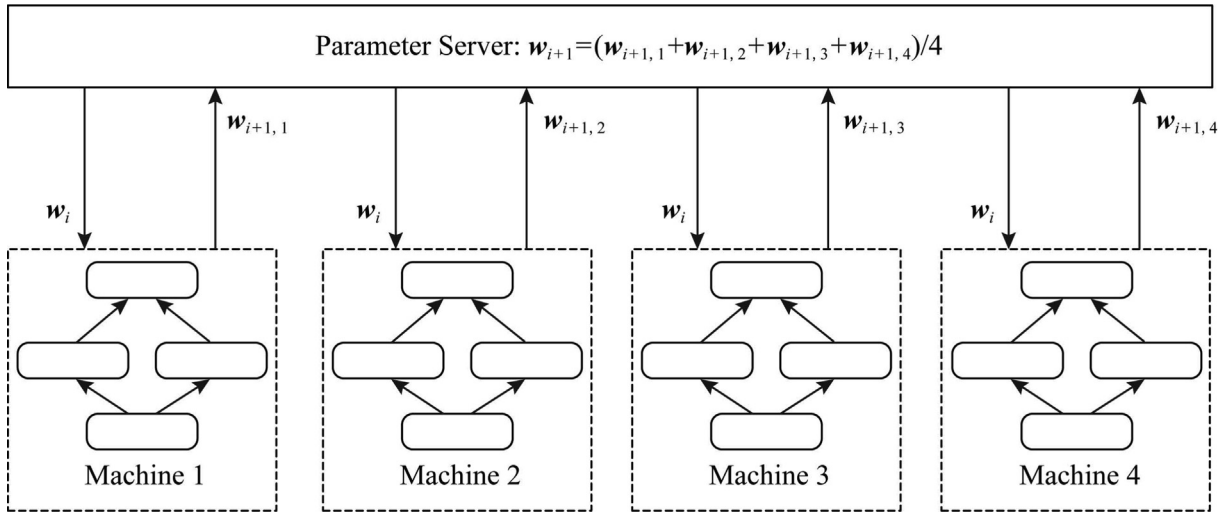 Parameter Server: w_{i+1}=(w_{i+1, 1}+w_{i+1, 2}+w_{i+1, 3}+w_{i+1, 4})/4
w_{i+1, 1}
w_{i+1, 2}
w_{i+1, 3}
w_{i+1, 4}
w_i
w_i
w_i
w_i
Machine 1
Machine 2
Machine 3
Machine 4